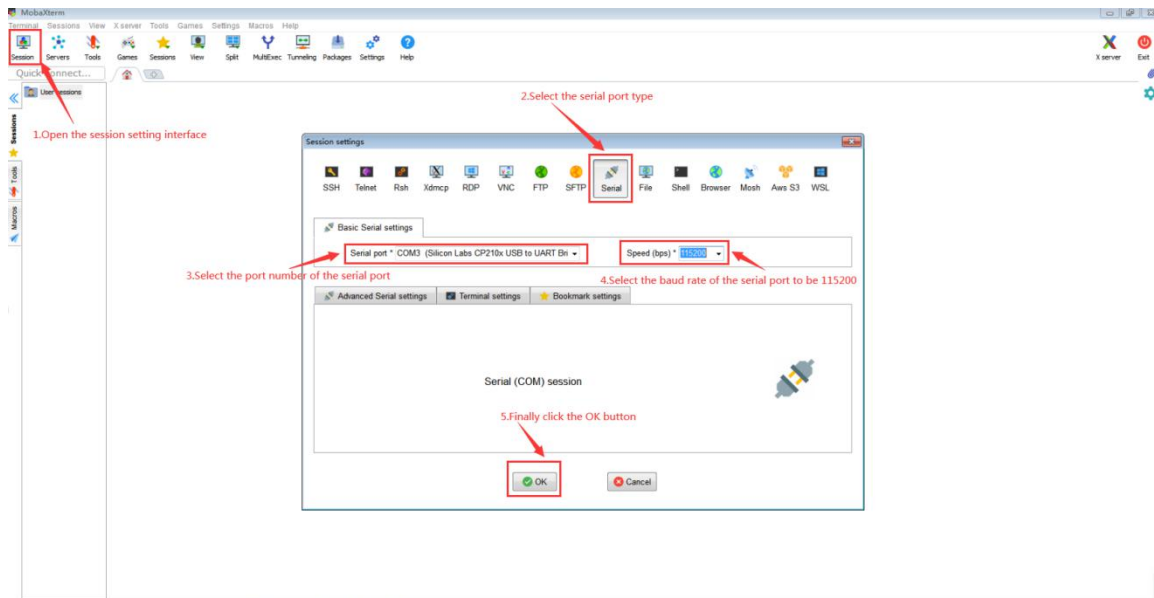 MobaXterm
Terminal Sessions View X server Tools Games Settings Macros Help
Session Servers Tools Games Sessions View Split MultiExec Tunneling Packages Settings Help X server Exit
Quick connect...
User sessions
Sessions
Tools
Macros
1.Open the session setting interface
2.Select the serial port type
Session settings
SSH Telnet Rsh Xdmcp RDP VNC FTP SFTP Serial File Shell Browser Mosh Aws S3 WSL
Basic Serial settings
Serial port * COM3 (Silicon Labs CP210x USB to UART Bri Speed (bps) * 115200
3.Select the port number of the serial port
4.Select the baud rate of the serial port to be 115200
Advanced Serial settings Terminal settings Bookmark settings
Serial (COM) session
5.Finally click the OK button
OK Cancel